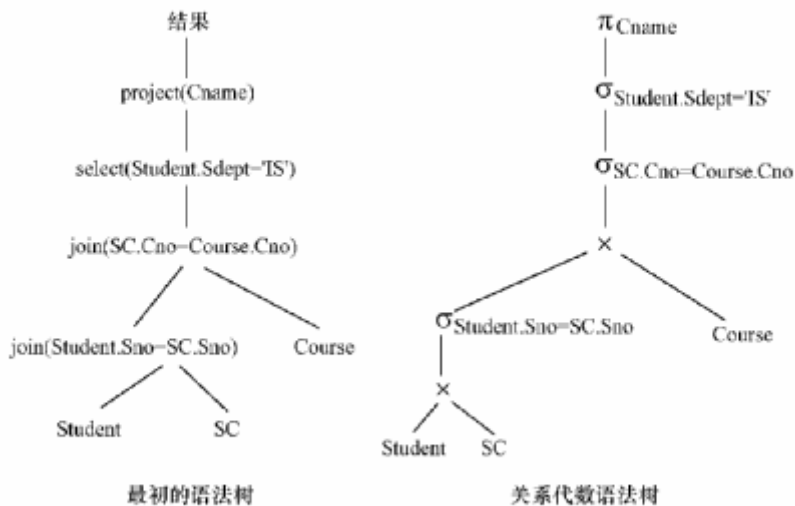 结果
project(Cname)
select(Student.Sdept='IS')
join(SC.Cno=Course.Cno)
join(Student.Sno=SC.Sno)
Course
Student
SC
最初的语法树
πCname
σStudent.Sdept='IS'
σSC.Cno=Course.Cno
×
σStudent.Sno=SC.Sno
Course
×
Student
SC
关系代数语法树